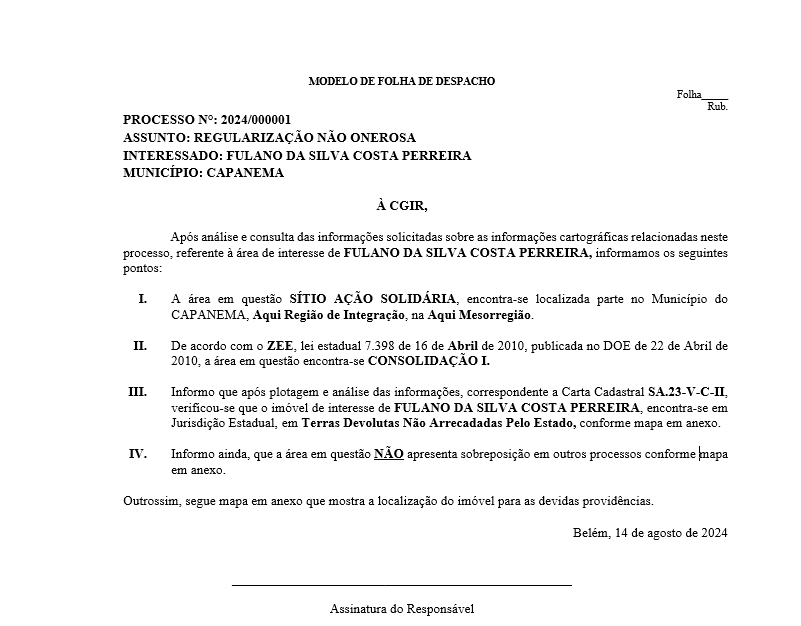 MODELO DE FOLHA DE DESPACHO
Folha_____
Rub.
PROCESSO Nº: 2024/000001
ASSUNTO: REGULARIZAÇÃO NÃO ONEROSA
INTERESSADO: FULANO DA SILVA COSTA PERREIRA
MUNICÍPIO: CAPANEMA
À CGIR,
Após análise e consulta das informações solicitadas sobre as informações cartográficas relacionadas neste
processo, referente à área de interesse de FULANO DA SILVA COSTA PERREIRA, informamos os seguintes
pontos:
I. A área em questão SÍTIO AÇÃO SOLIDÁRIA, encontra-se localizada parte no Município do
CAPANEMA, Aqui Região de Integração, na Aqui Mesorregião.
II. De acordo com o ZEE, lei estadual 7.398 de 16 de Abril de 2010, publicada no DOE de 22 de Abril de
2010, a área em questão encontra-se CONSOLIDAÇÃO I.
III. Informo que após plotagem e análise das informações, correspondente a Carta Cadastral SA.23-V-C-II,
verificou-se que o imóvel de interesse de FULANO DA SILVA COSTA PERREIRA, encontra-se em
Jurisdição Estadual, em Terras Devolutas Não Arrecadadas Pelo Estado, conforme mapa em anexo.
IV. Informo ainda, que a área em questão NÃO apresenta sobreposição em outros processos conforme mapa
em anexo.
Outrossim, segue mapa em anexo que mostra a localização do imóvel para as devidas providências.
Belém, 14 de agosto de 2024
Assinatura do Responsável